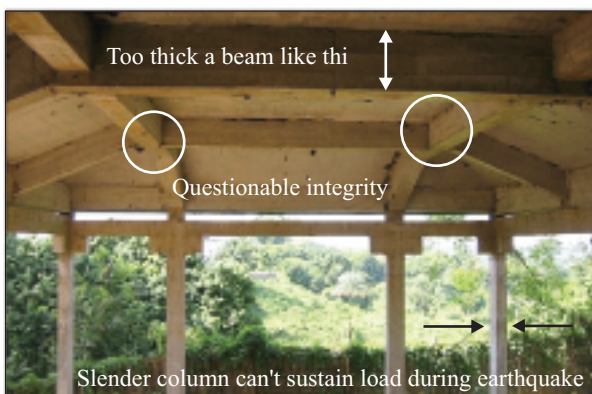 Too thick a beam like thi
Questionable integrity
Slender column can't sustain load during earthquake